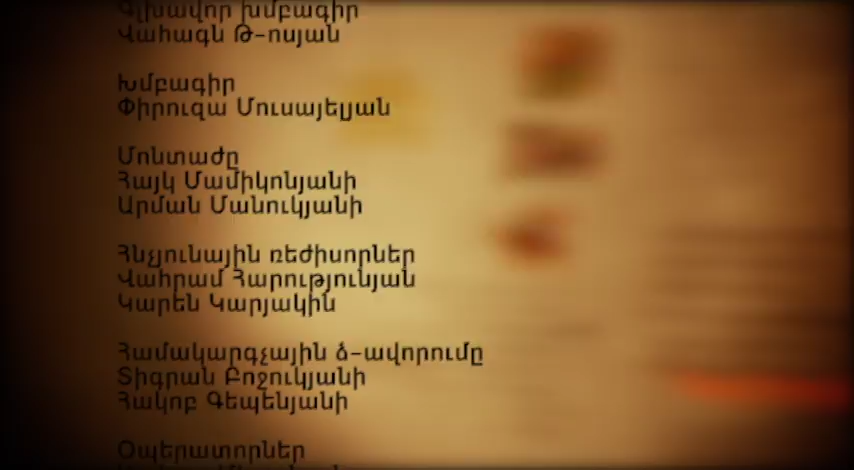 Գլխավոր խմբագիր
Վահագն Թ-ոսյան
Խմբագիր
Փիրուզա Մուսայելյան
Մոնտաժը
Հայկ Մամիկոնյանի
Արման Մանուկյանի
Հնչյունային ռեժիսորներ
Վահրամ Հարությունյան
Կարեն Կարյակին
Համակարգչային ձ-ավորումը
Տիգրան Բոջուկյանի
Հակոբ Գեպենյանի
Օպերատորներ